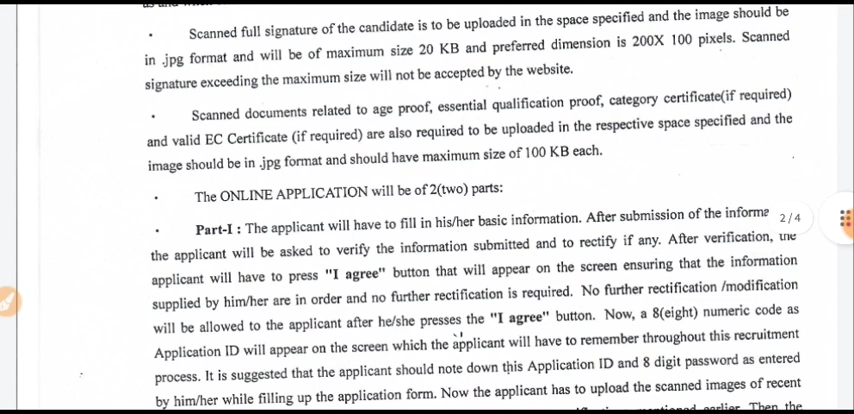 • Scanned full signature of the candidate is to be uploaded in the space specified and the image should be
in .jpg format and will be of maximum size 20 KB and preferred dimension is 200X 100 pixels. Scanned
signature exceeding the maximum size will not be accepted by the website.
• Scanned documents related to age proof, essential qualification proof, category certificate(if required)
and valid EC Certificate (if required) are also required to be uploaded in the respective space specified and the
image should be in .jpg format and should have maximum size of 100 KB each.
• The ONLINE APPLICATION will be of 2(two) parts:
• Part-I : The applicant will have to fill in his/her basic information. After submission of the informa
2/4
the applicant will be asked to verify the information submitted and to rectify if any. After verification, the
applicant will have to press "I agree" button that will appear on the screen ensuring that the information
supplied by him/her are in order and no further rectification is required. No further rectification /modification
will be allowed to the applicant after he/she presses the "I agree" button. Now, a 8(eight) numeric code as
Application ID will appear on the screen which the applicant will have to remember throughout this recruitment
process. It is suggested that the applicant should note down this Application ID and 8 digit password as entered
by him/her while filling up the application form. Now the applicant has to upload the scanned images of recent
earlier. Then the